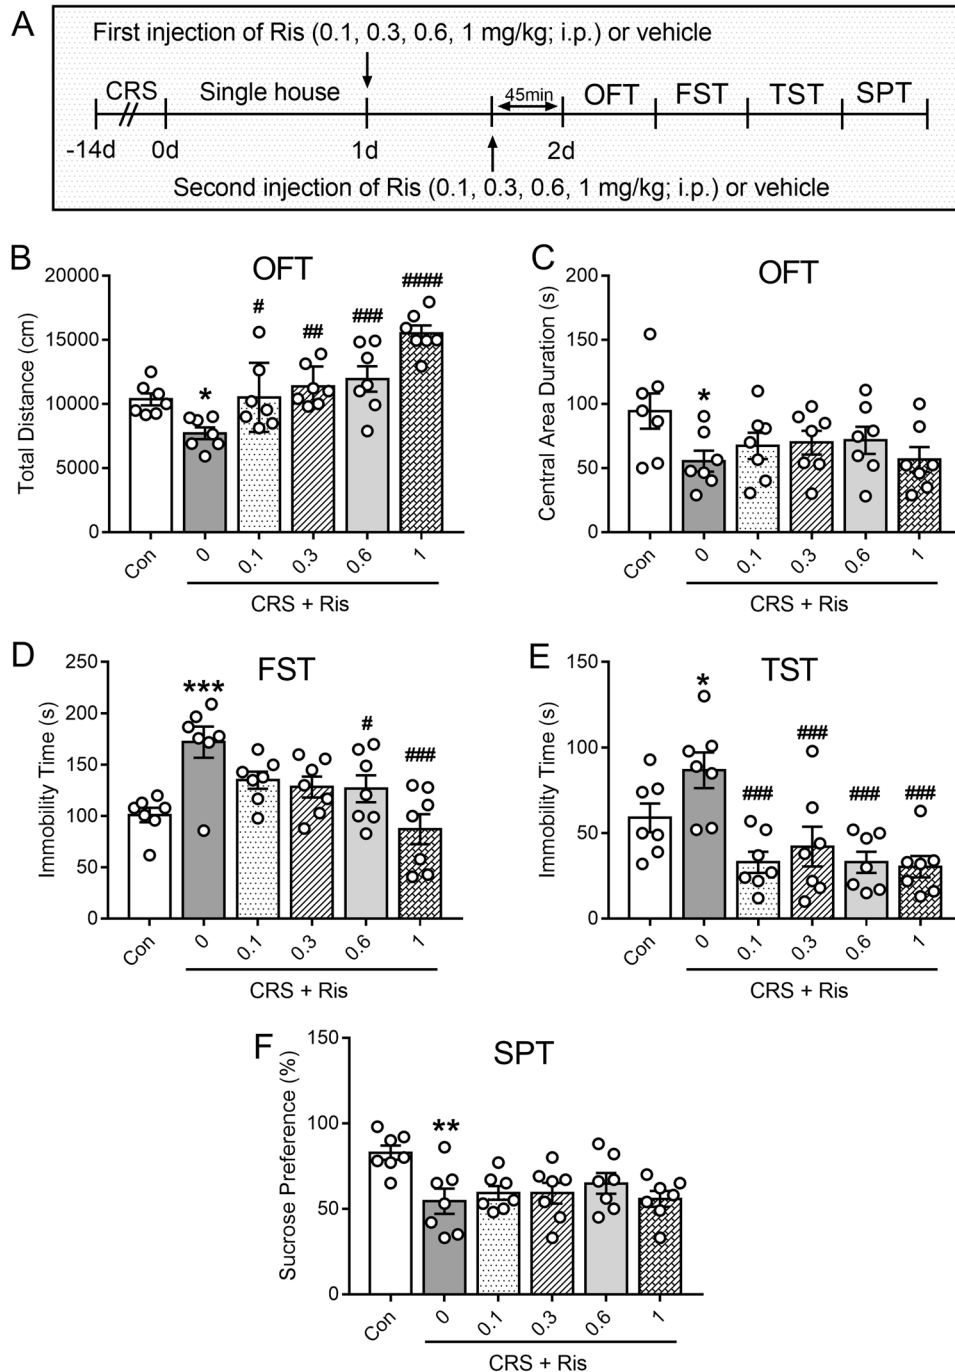 A
First injection of Ris (0.1, 0.3, 0.6, 1 mg/kg; i.p.) or vehicle
CRS Single house 45min OFT FST TST SPT
-14d 0d 1d 2d
Second injection of Ris (0.1, 0.3, 0.6, 1 mg/kg; i.p.) or vehicle
B
OFT
Total Distance (cm)
20000
15000
10000
5000
0
* # ## ### ####
Con 0 0.1 0.3 0.6 1
CRS + Ris
C
OFT
Central Area Duration (s)
200
150
100
50
0
*
Con 0 0.1 0.3 0.6 1
CRS + Ris
D
FST
Immobility Time (s)
250
200
150
100
50
0
*** # ###
Con 0 0.1 0.3 0.6 1
CRS + Ris
E
TST
Immobility Time (s)
150
100
50
0
* ### ### ### ###
Con 0 0.1 0.3 0.6 1
CRS + Ris
F
SPT
Sucrose Preference (%)
150
100
50
0
**
Con 0 0.1 0.3 0.6 1
CRS + Ris